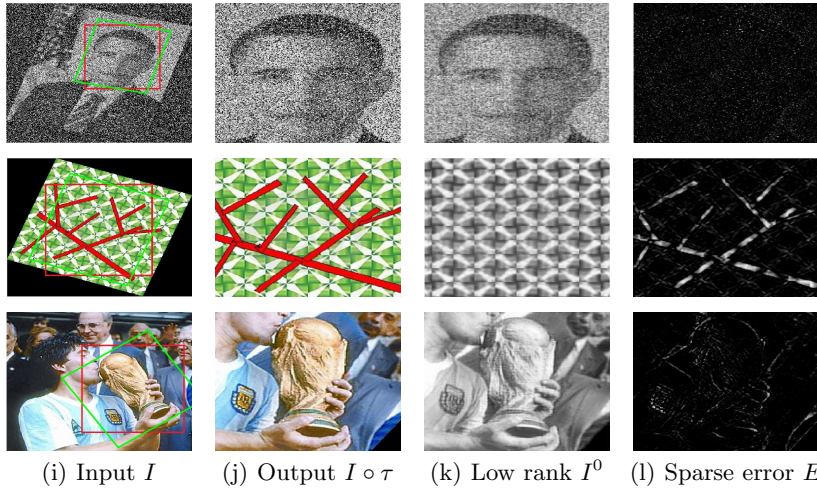 (i) Input I (j) Output I ∘ τ (k) Low rank I⁰ (l) Sparse error E